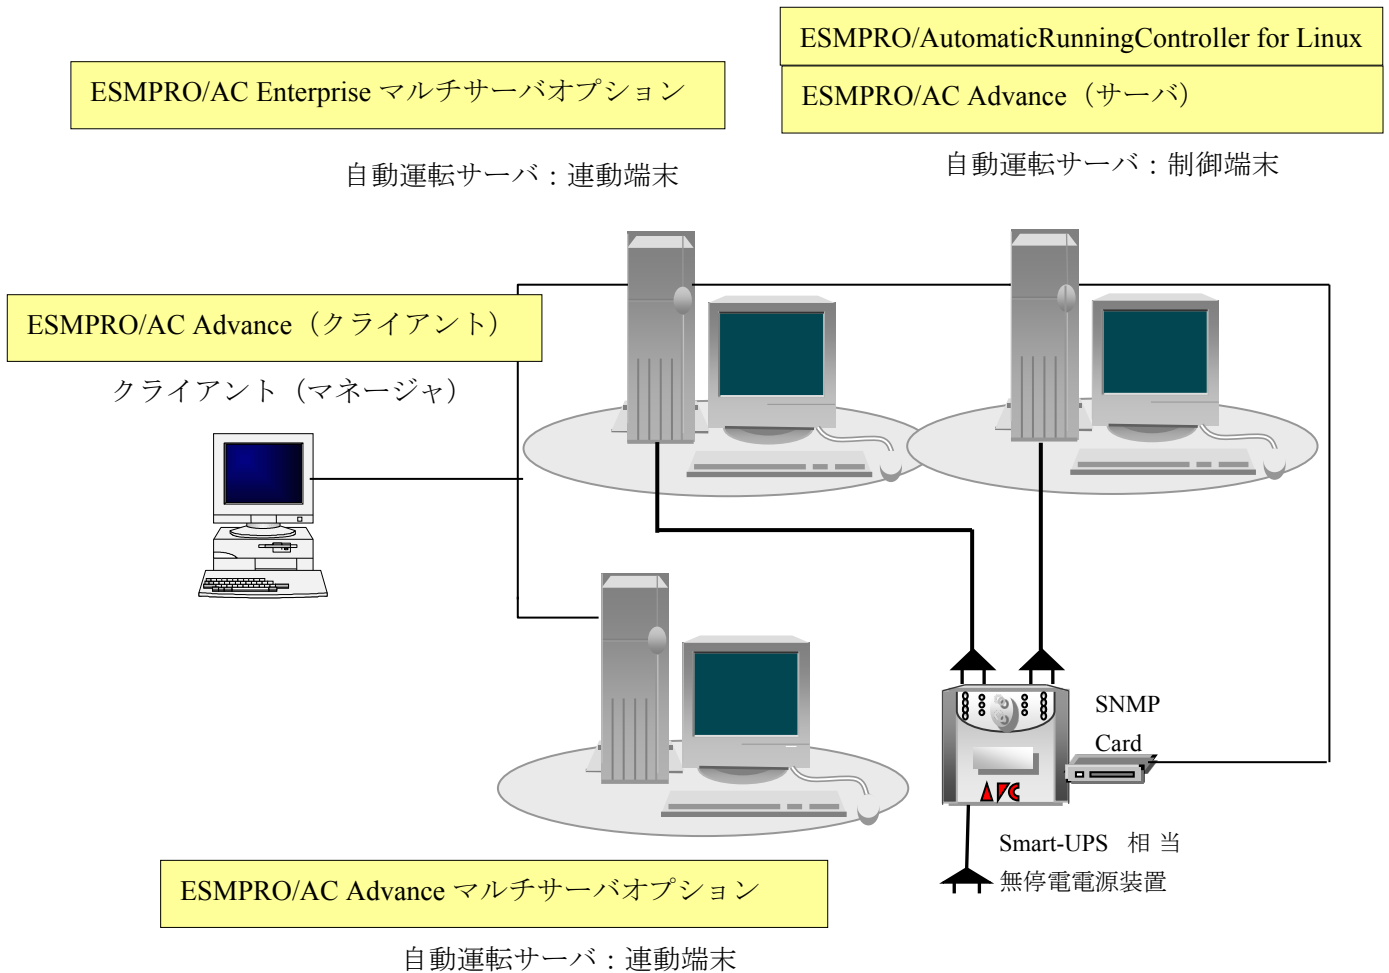 ESMPRO/AutomaticRunningController for Linux
ESMPRO/AC Enterprise マルチサーバオプション
ESMPRO/AC Advance（サーバ）
自動運転サーバ：連動端末
自動運転サーバ：制御端末
ESMPRO/AC Advance（クライアント）
クライアント（マネージャ）
SNMP
Card
APC
Smart-UPS 相当
無停電電源装置
ESMPRO/AC Advance マルチサーバオプション
自動運転サーバ：連動端末